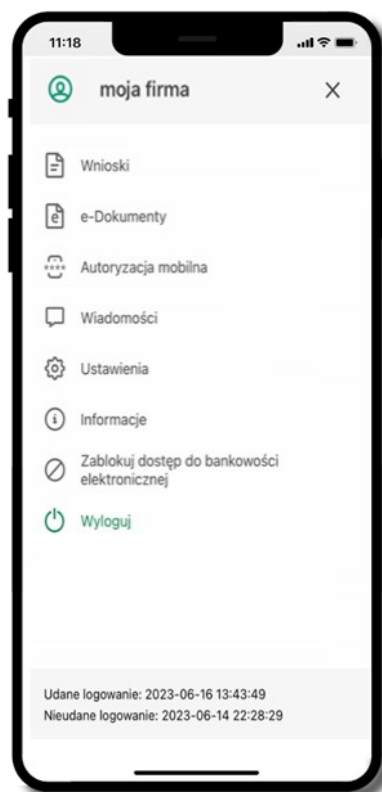 11:18
moja firma
Wnioski
e-Dokumenty
Autoryzacja mobilna
Wiadomości
Ustawienia
Informacje
Zablokuj dostęp do bankowości
elektronicznej
Wyloguj
Udane logowanie: 2023-06-16 13:43:49
Nieudane logowanie: 2023-06-14 22:28:29